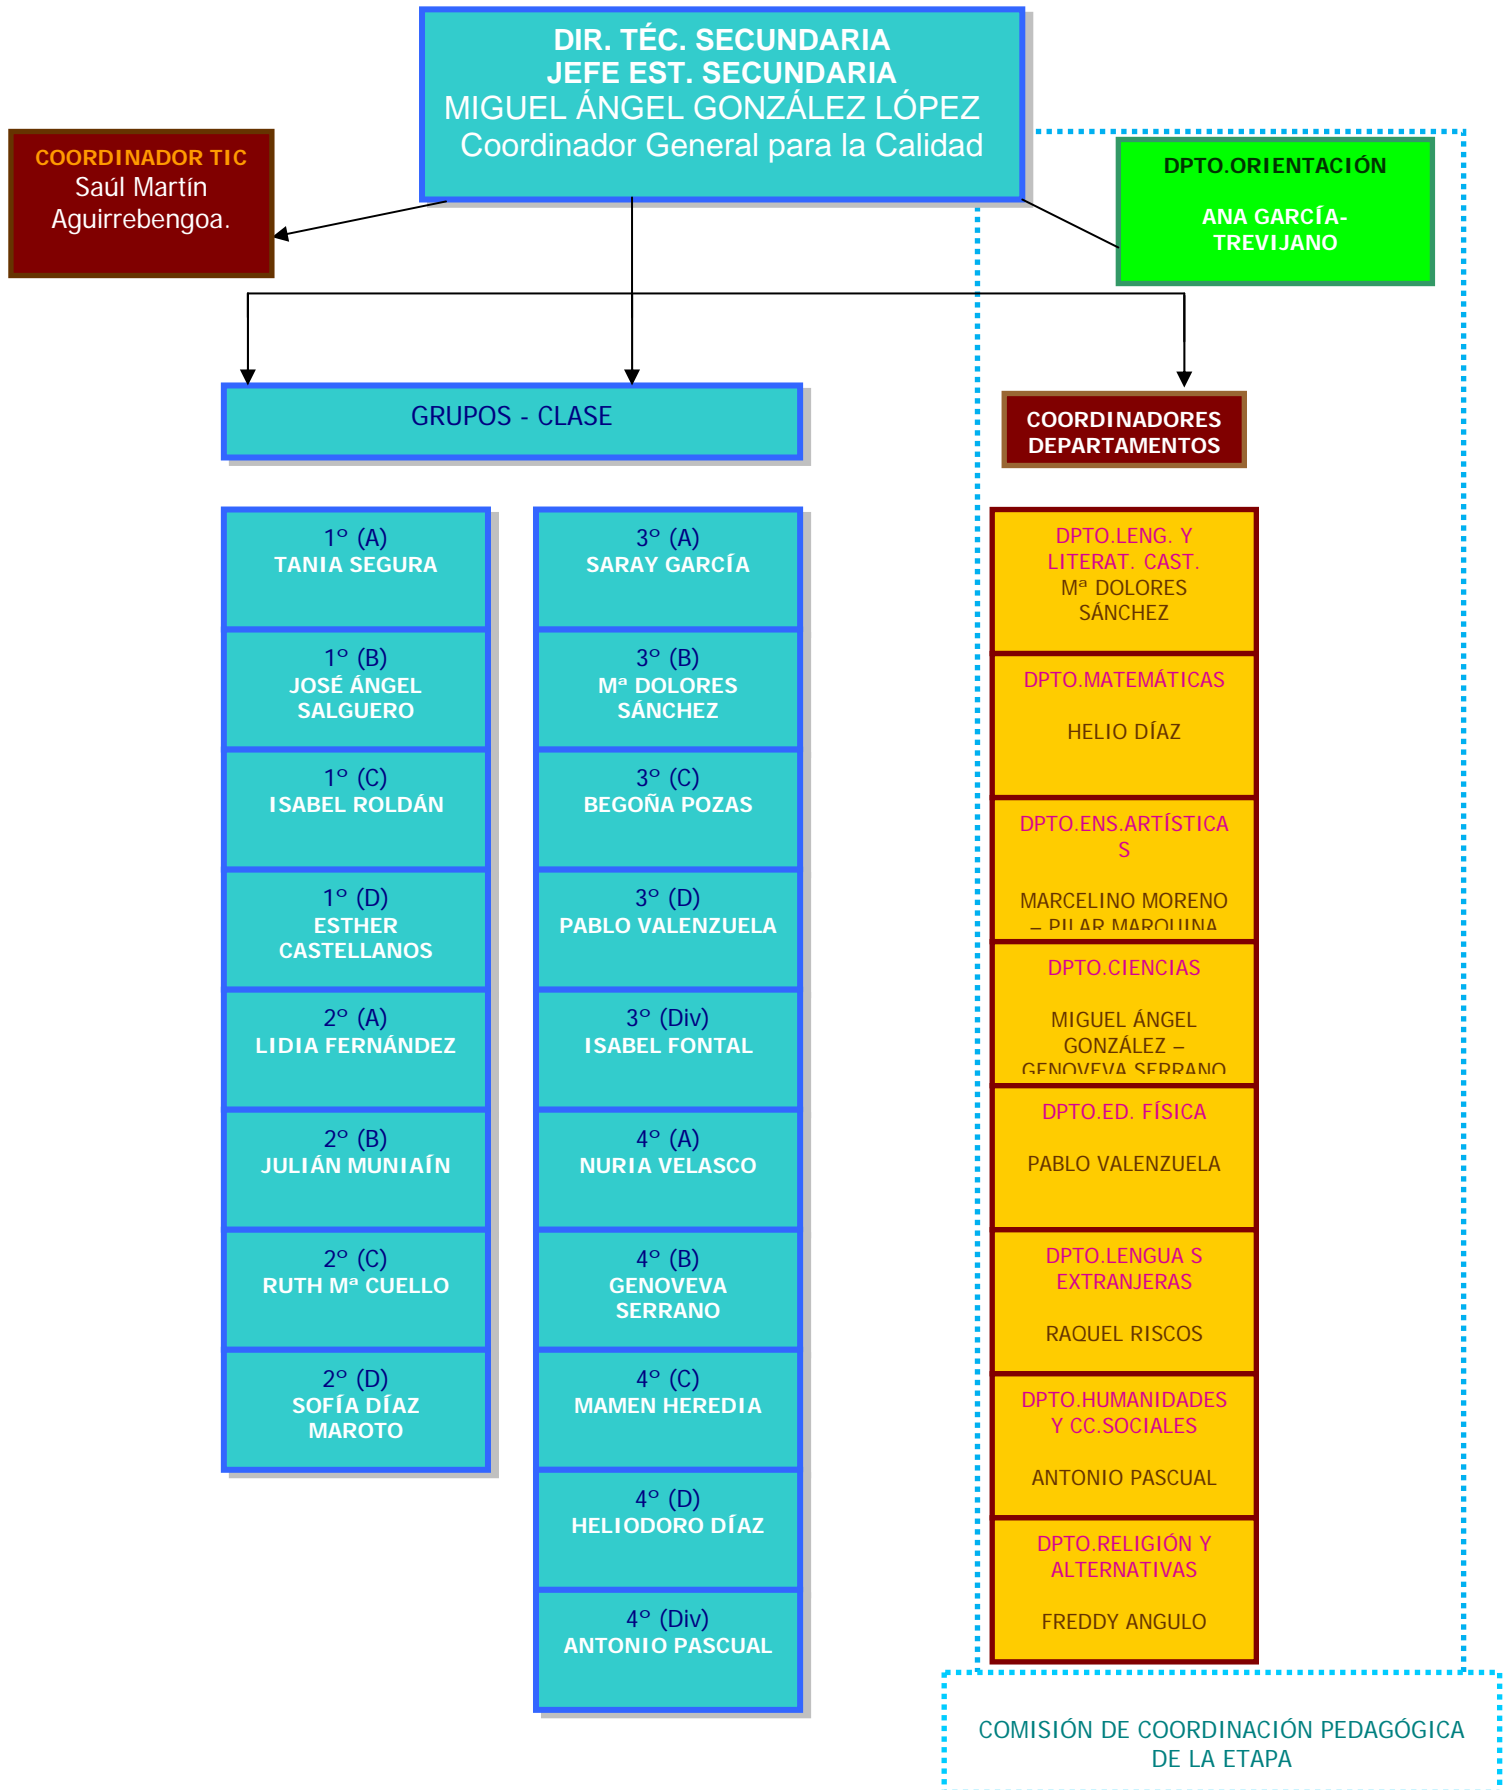 DIR. TÉC. SECUNDARIA
JEFE EST. SECUNDARIA
MIGUEL ÁNGEL GONZÁLEZ LÓPEZ
Coordinador General para la Calidad
COORDINADOR TIC
Saúl Martín
Aguirrebengoa.
DPTO.ORIENTACIÓN
ANA GARCÍA-
TREVIJANO
GRUPOS - CLASE
COORDINADORES
DEPARTAMENTOS
1º (A)
TANIA SEGURA
1º (B)
JOSÉ ÁNGEL
SALGUERO
1º (C)
ISABEL ROLDÁN
1º (D)
ESTHER
CASTELLANOS
2º (A)
LIDIA FERNÁNDEZ
2º (B)
JULIÁN MUNIAÍN
2º (C)
RUTH Mª CUELLO
2º (D)
SOFÍA DÍAZ
MAROTO
3º (A)
SARAY GARCÍA
3º (B)
Mª DOLORES
SÁNCHEZ
3º (C)
BEGOÑA POZAS
3º (D)
PABLO VALENZUELA
3º (Div)
ISABEL FONTAL
4º (A)
NURIA VELASCO
4º (B)
GENOVEVA
SERRANO
4º (C)
MAMEN HEREDIA
4º (D)
HELIODORO DÍAZ
4º (Div)
ANTONIO PASCUAL
DPTO.LENG. Y
LITERAT. CAST.
Mª DOLORES
SÁNCHEZ
DPTO.MATEMÁTICAS
HELIO DÍAZ
DPTO.ENS.ARTÍSTICA
S
MARCELINO MORENO
– PILAR MARQUINA
DPTO.CIENCIAS
MIGUEL ÁNGEL
GONZÁLEZ –
GENOVEVA SERRANO
DPTO.ED. FÍSICA
PABLO VALENZUELA
DPTO.LENGUA S
EXTRANJERAS
RAQUEL RISCOS
DPTO.HUMANIDADES
Y CC.SOCIALES
ANTONIO PASCUAL
DPTO.RELIGIÓN Y
ALTERNATIVAS
FREDDY ANGULO
COMISIÓN DE COORDINACIÓN PEDAGÓGICA
DE LA ETAPA